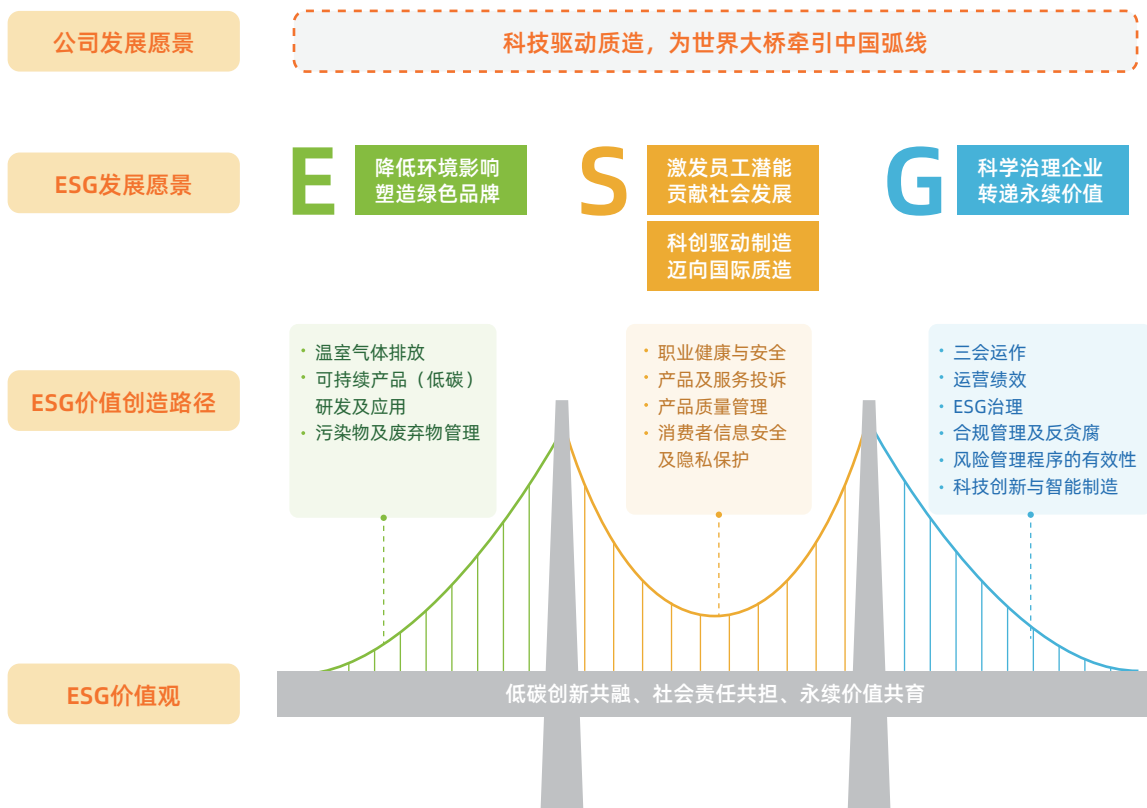 公司发展愿景
科技驱动质造，为世界大桥牵引中国弧线
ESG发展愿景
E
降低环境影响
塑造绿色品牌
S
激发员工潜能
贡献社会发展
科创驱动制造
迈向国际质造
G
科学治理企业
转递永续价值
ESG价值创造路径
• 温室气体排放
• 可持续产品（低碳）
研发及应用
• 污染物及废弃物管理
• 职业健康与安全
• 产品及服务投诉
• 产品质量管理
• 消费者信息安全
及隐私保护
• 三会运作
• 运营绩效
• ESG治理
• 合规管理及反贪腐
• 风险管理程序的有效性
• 科技创新与智能制造
ESG价值观
低碳创新共融、社会责任共担、永续价值共育